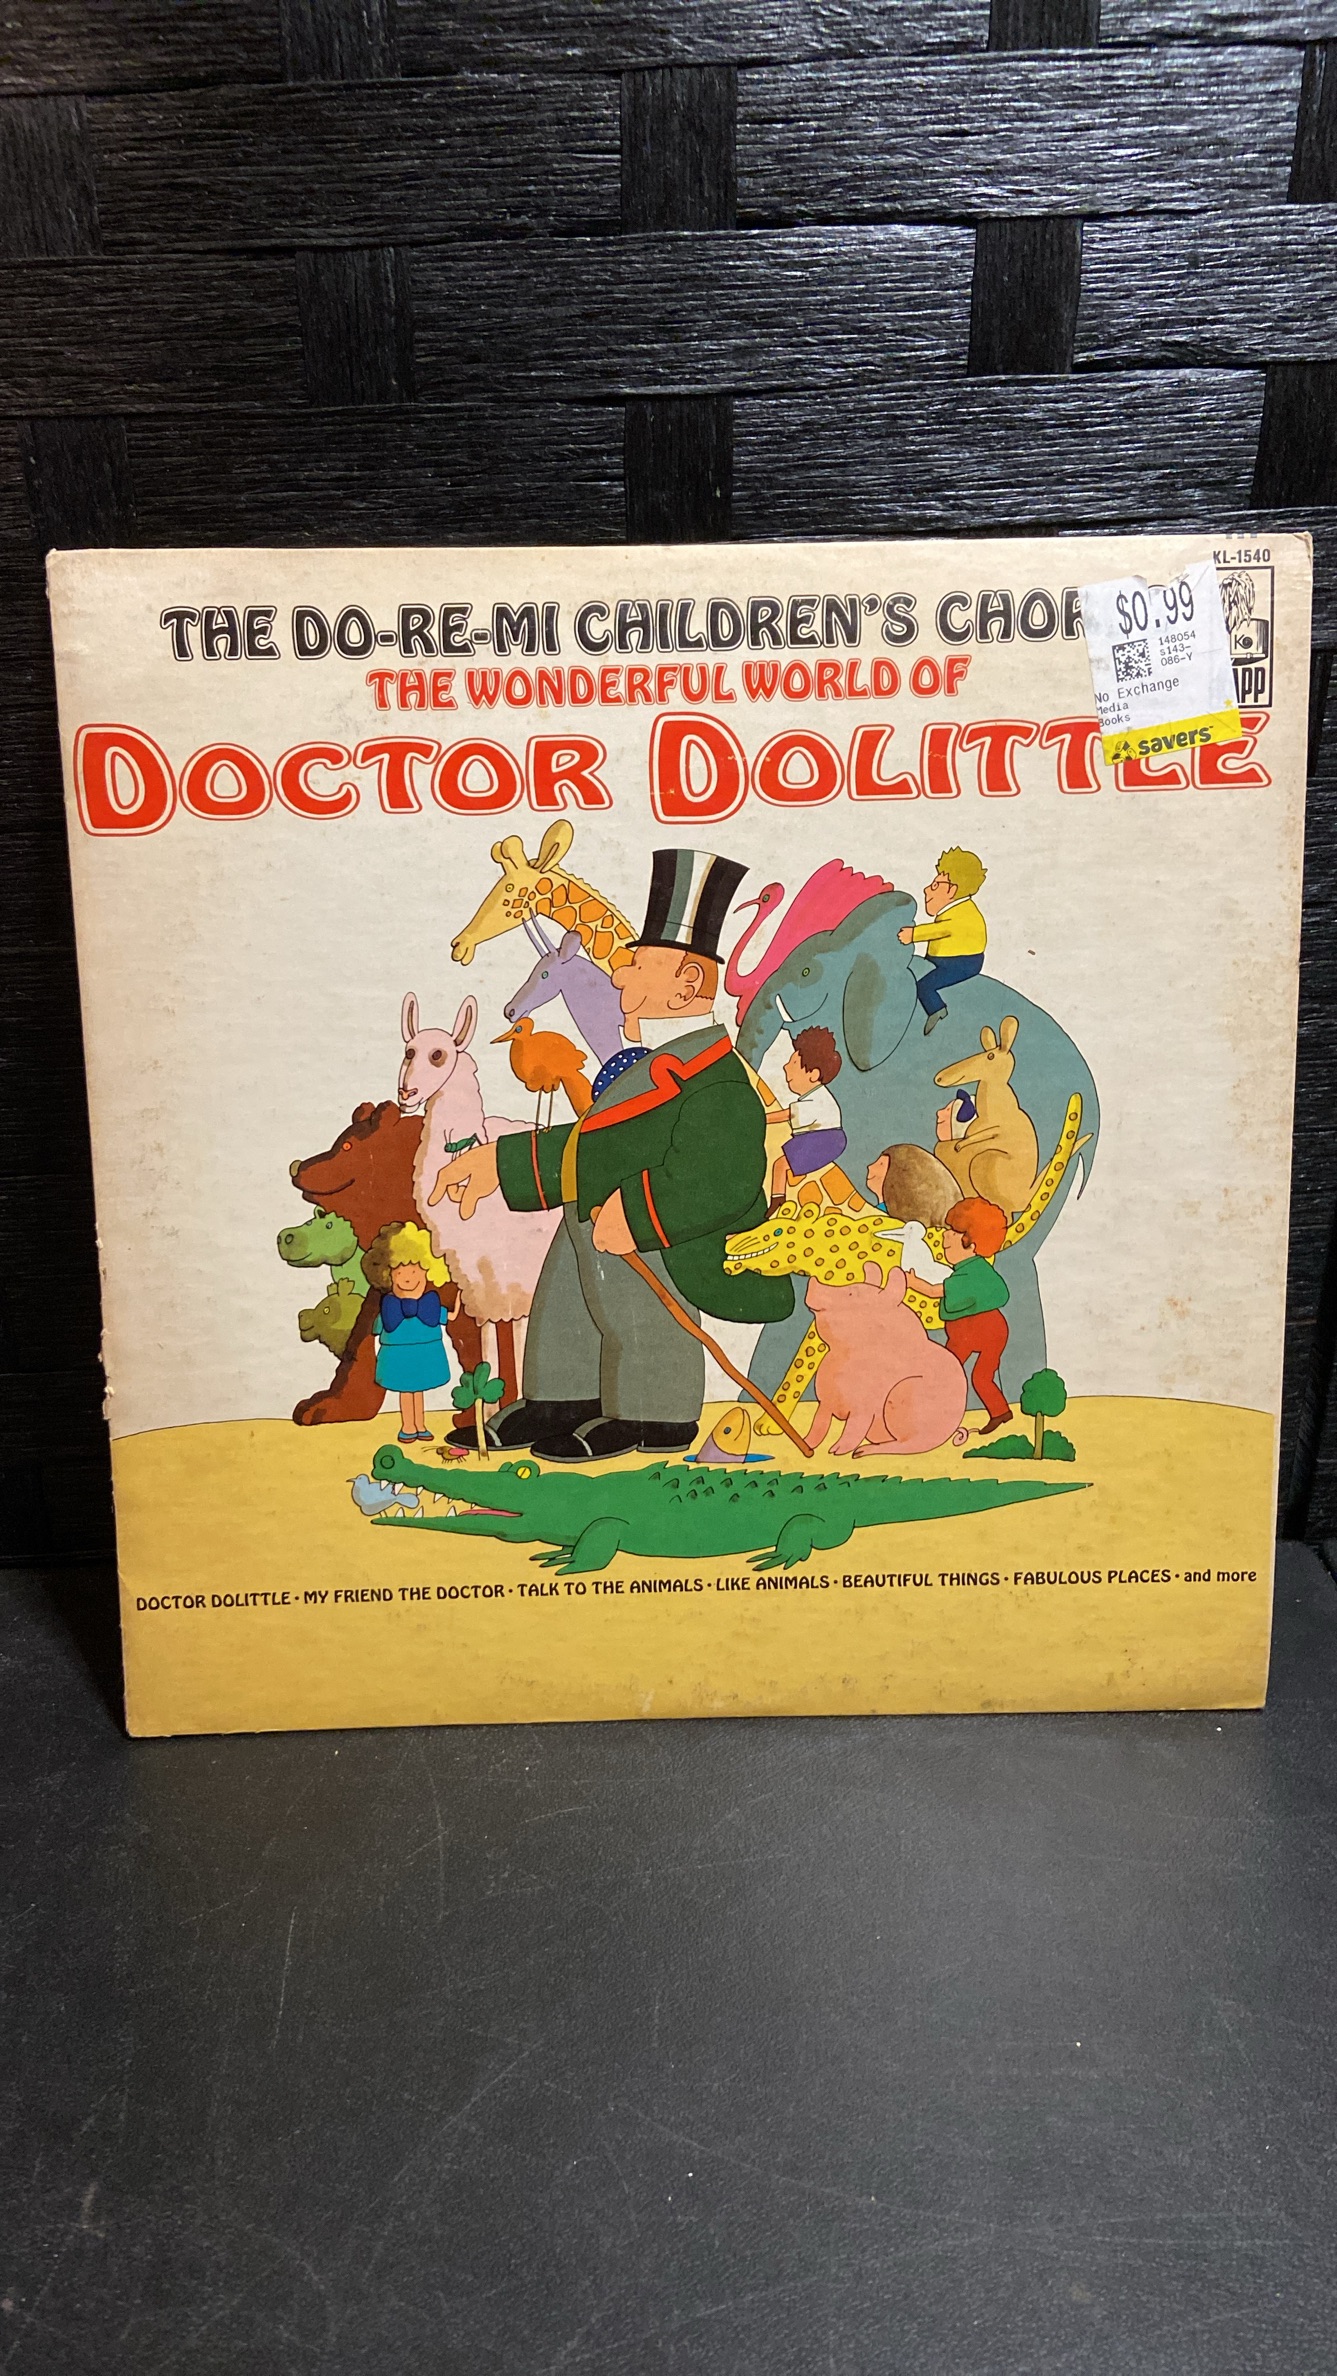 KL-1540
THE DO-RE-MI CHILDREN'S
$0.99
148054
s143-
086-Y
No Exchange
Media
Books
savers
THE WONDERFUL WORLD OF
DOCTOR DOLITTLE
DOCTOR DOLITTLE • MY FRIEND THE DOCTOR • TALK TO THE ANIMALS • LIKE ANIMALS • BEAUTIFUL THINGS • FABULOUS PLACES • and more